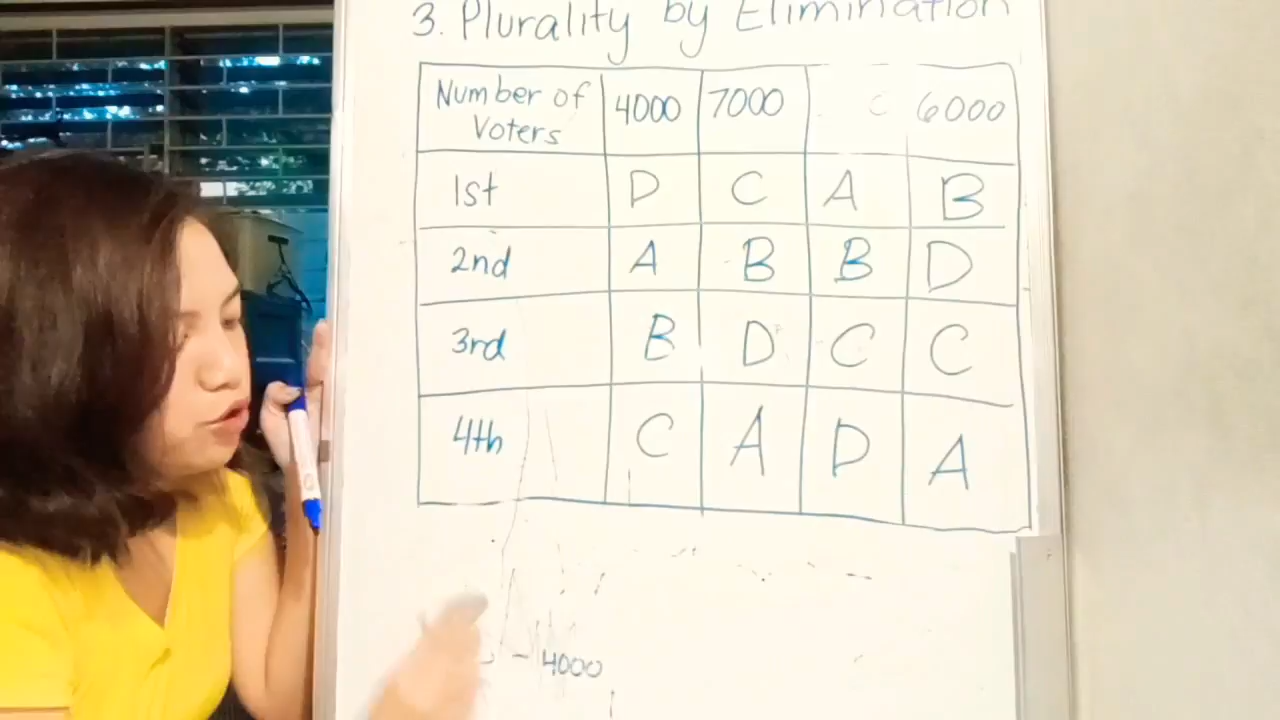 3. Plurality by Elimination
Number of Voters 4000 7000 6000
1st D C A B
2nd A B B D
3rd B D C C
4th C A D A
- 4000